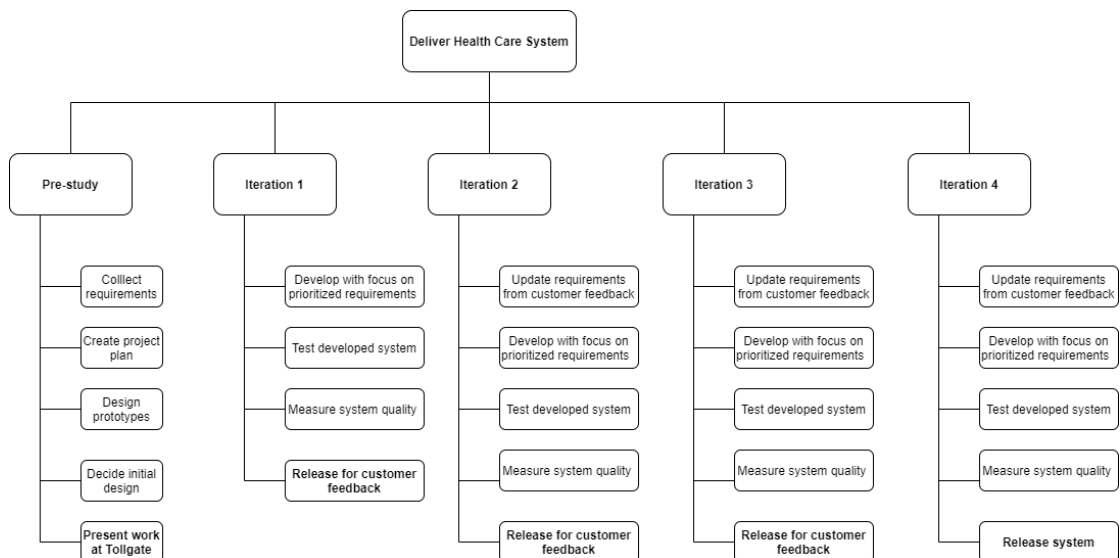 Deliver Health Care System
Pre-study
Iteration 1
Iteration 2
Iteration 3
Iteration 4
Colllect
requirements
Create project
plan
Design
prototypes
Decide initial
design
Present work
at Tollgate
Develop with focus on
prioritized requirements
Test developed system
Measure system quality
Release for customer
feedback
Update requirements
from customer feedback
Develop with focus on
prioritized requirements
Test developed system
Measure system quality
Release for customer
feedback
Update requirements
from customer feedback
Develop with focus on
prioritized requirements
Test developed system
Measure system quality
Release for customer
feedback
Update requirements
from customer feedback
Develop with focus on
prioritized requirements
Test developed system
Measure system quality
Release system